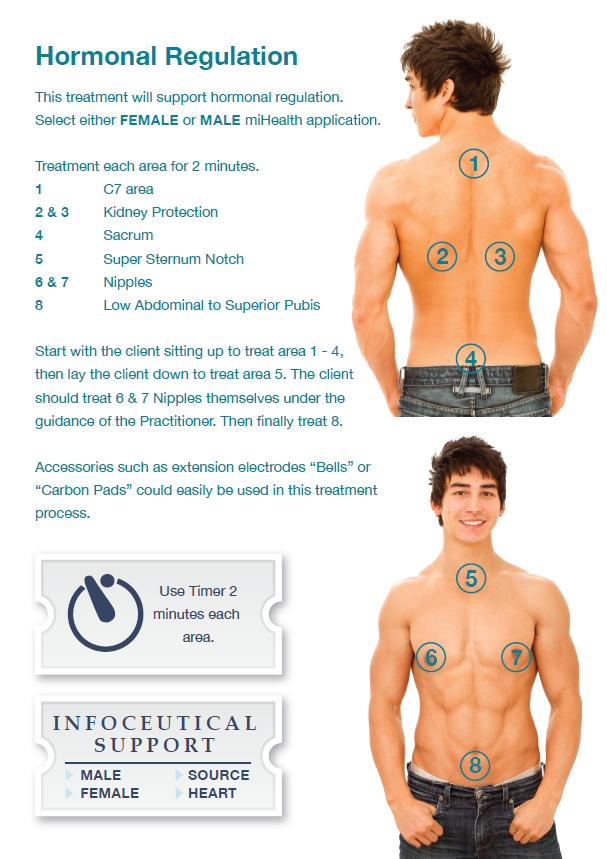 Hormonal Regulation
This treatment will support hormonal regulation.
Select either FEMALE or MALE miHealth application.
Treatment each area for 2 minutes.
1 C7 area
2 & 3 Kidney Protection
4 Sacrum
5 Super Sternum Notch
6 & 7 Nipples
8 Low Abdominal to Superior Pubis
Start with the client sitting up to treat area 1 - 4,
then lay the client down to treat area 5. The client
should treat 6 & 7 Nipples themselves under the
guidance of the Practitioner. Then finally treat 8.
Accessories such as extension electrodes “Bells” or
“Carbon Pads” could easily be used in this treatment
process.
Use Timer 2
minutes each
area.
INFOCEUTICAL
SUPPORT
MALE SOURCE
FEMALE HEART
1
2 3
4
5
6 7
8